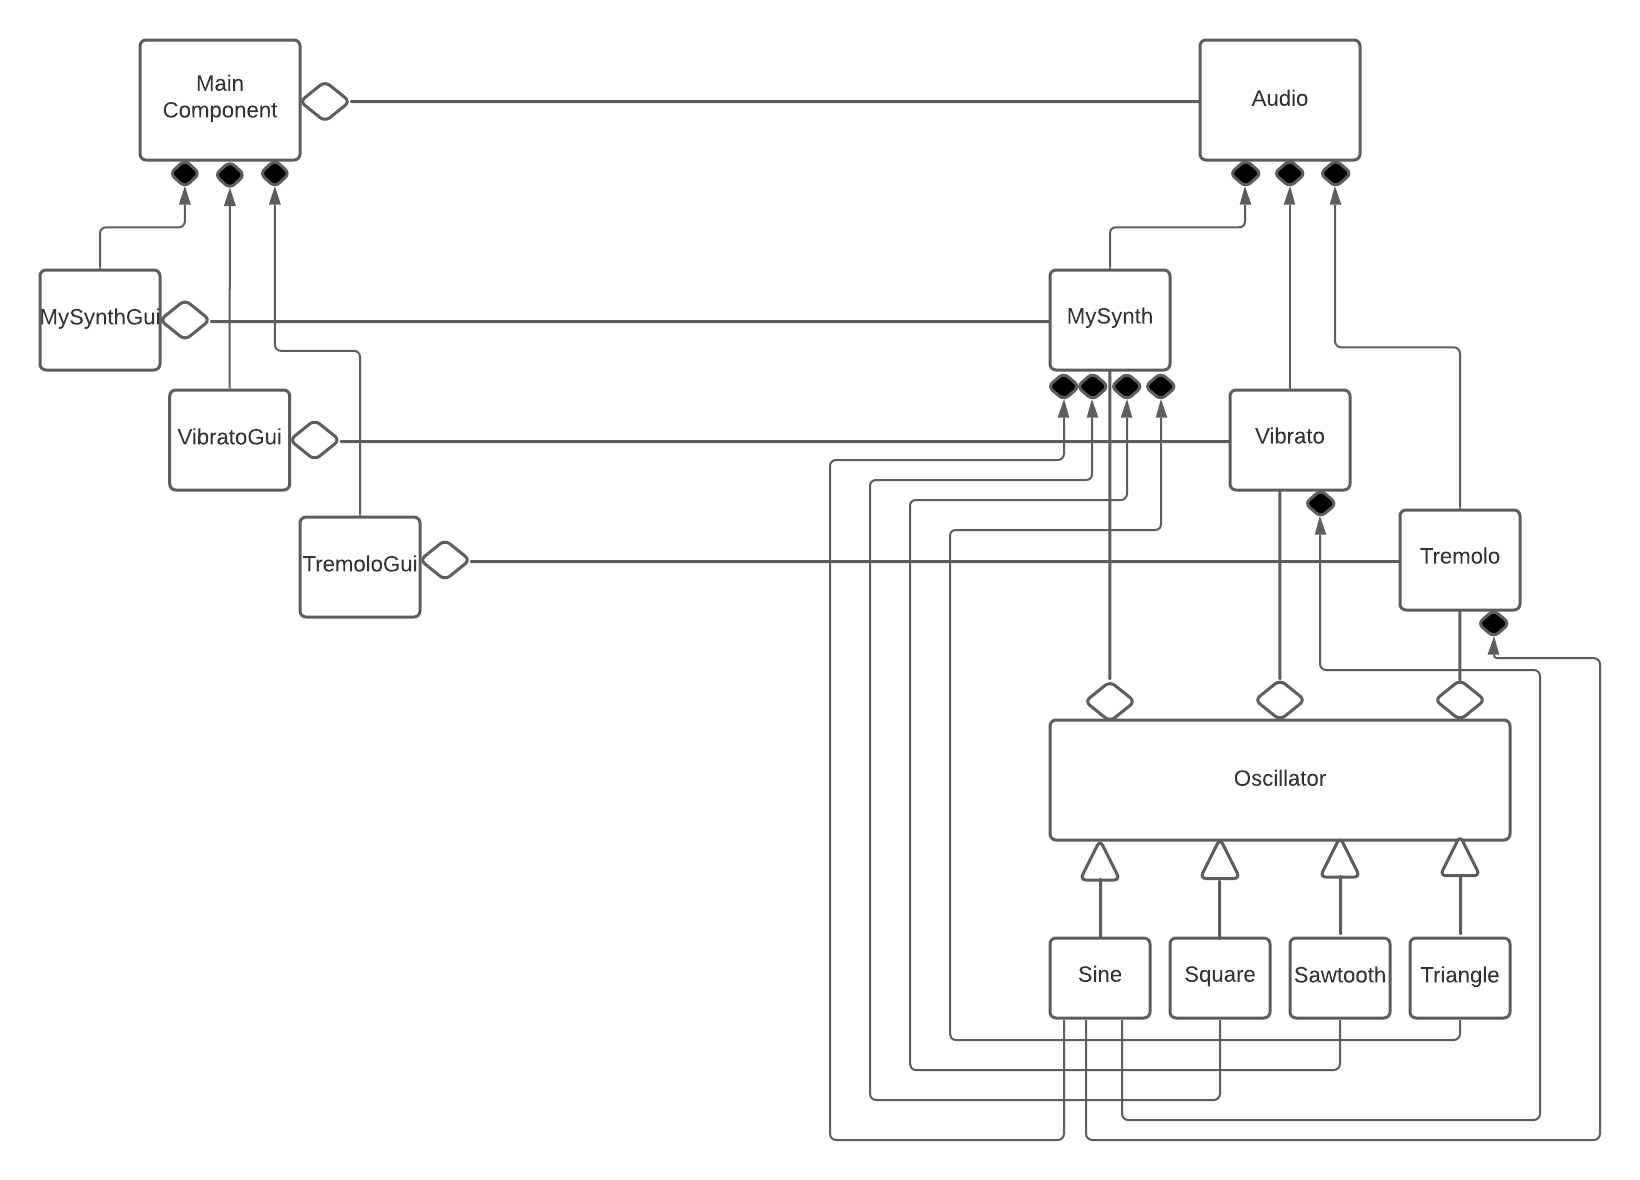 Main
Component
Audio
MySynthGui
MySynth
VibratoGui
Vibrato
TremoloGui
Tremolo
Oscillator
Sine
Square
Sawtooth
Triangle